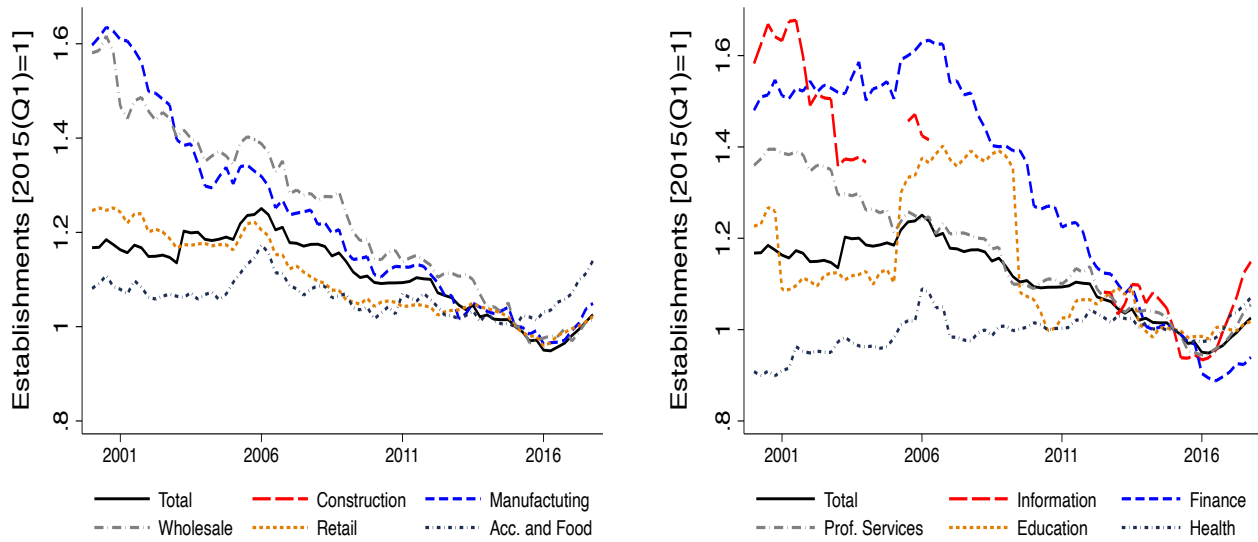 Establishments [2015(Q1)=1]
1.6
1.4
1.2
1
.8
2001 2006 2011 2016
Total Construction Manufactuting
Wholesale Retail Acc. and Food
Establishments [2015(Q1)=1]
1.6
1.4
1.2
1
.8
2001 2006 2011 2016
Total Information Finance
Prof. Services Education Health